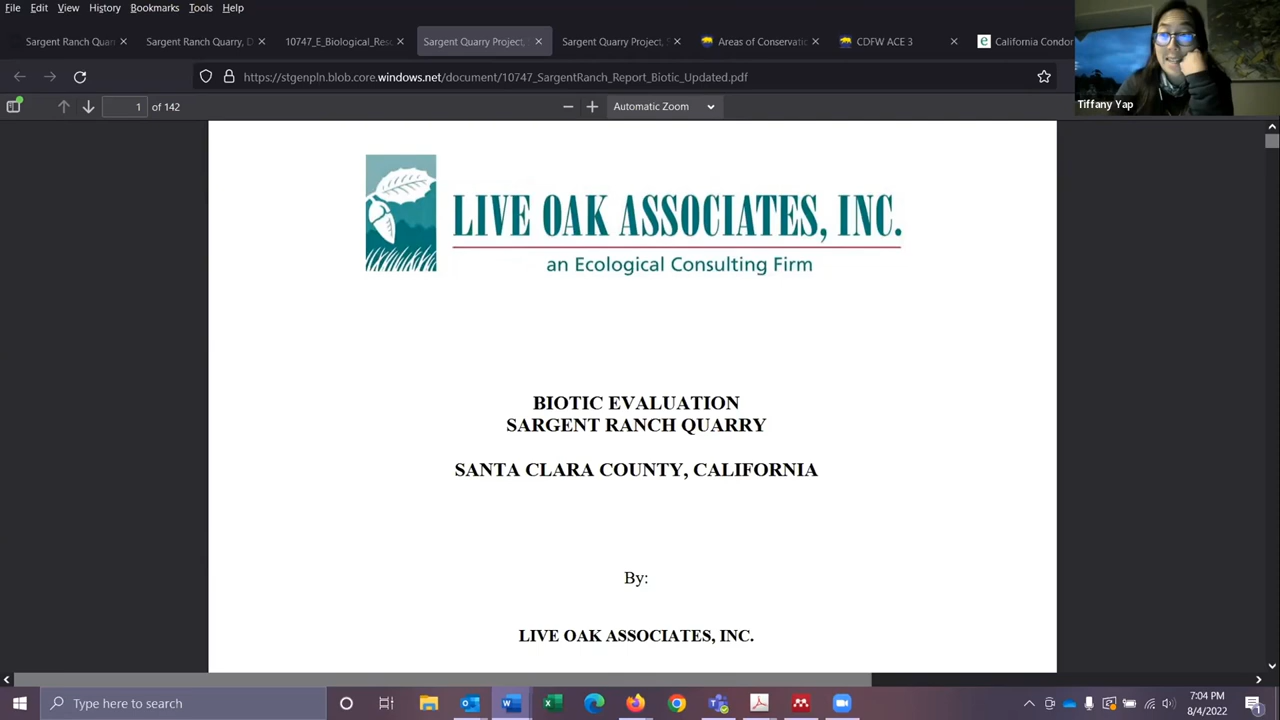 File Edit View History Bookmarks Tools Help
Sargent Ranch Quar
Sargent Ranch Quarry, D
10747_E_Biological_Res
Sargent Quarry Project,
Sargent Quarry Project,
Areas of Conservatio
CDFW ACE 3
California Condor
https://stgenpln.blob.core.windows.net/document/10747_SargentRanch_Report_Biotic_Updated.pdf
1 of 142
Automatic Zoom
Tiffany Yap
LIVE OAK ASSOCIATES, INC.
an Ecological Consulting Firm
BIOTIC EVALUATION
SARGENT RANCH QUARRY
SANTA CLARA COUNTY, CALIFORNIA
By:
LIVE OAK ASSOCIATES, INC.
Type here to search
7:04 PM
8/4/2022
1